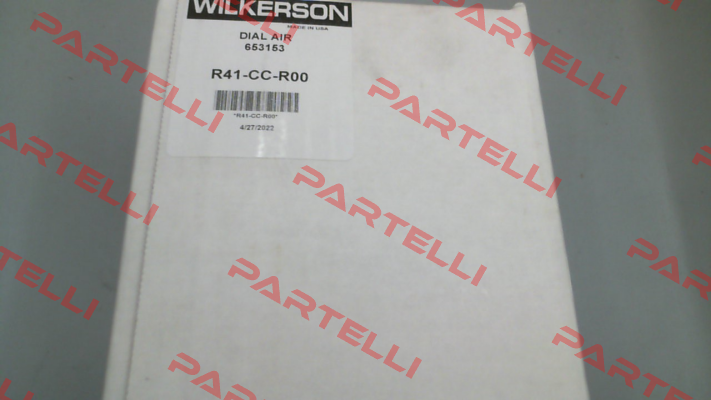 WILKERSON
MADE IN USA
DIAL AIR
653153
R41-CC-R00
*R41-CC-R00*
4/27/2022
PARTELLI
PARTELLI
PARTELLI
PARTELLI
PARTELLI
PARTELLI
PARTELLI
PARTELLI